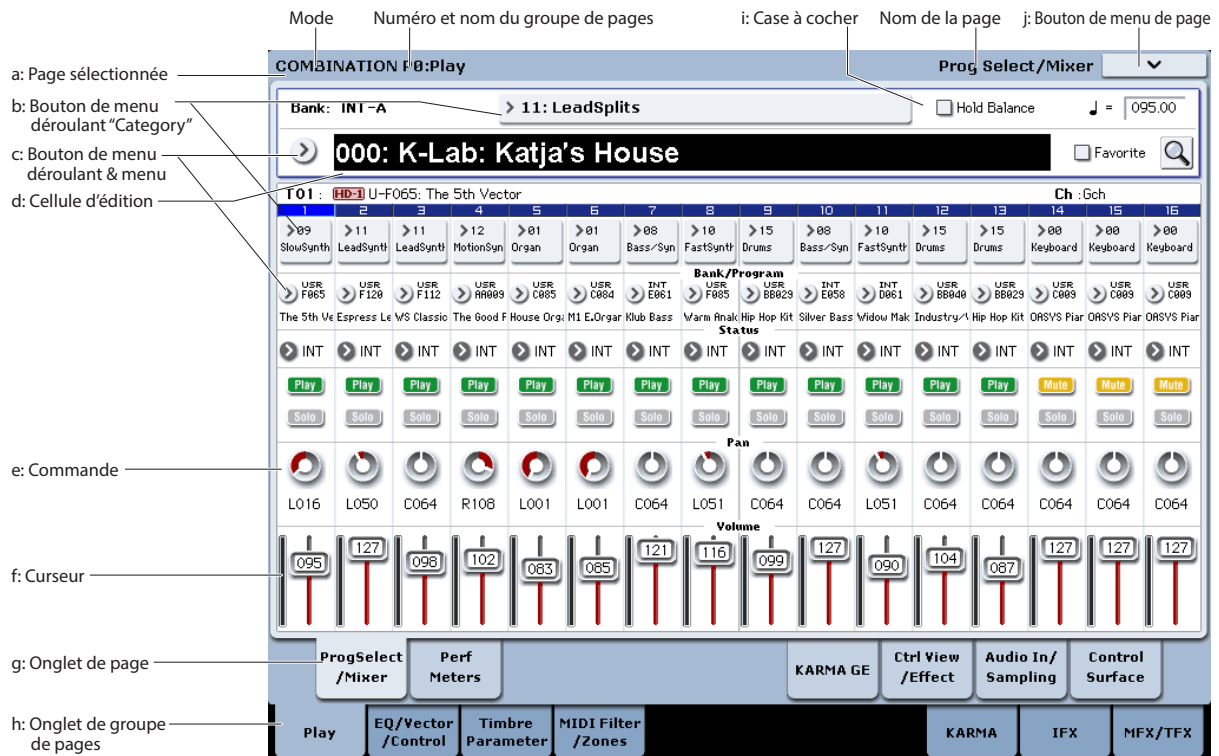 Mode Numéro et nom du groupe de pages i: Case à cocher Nom de la page j: Bouton de menu de page
COMBINATION P0:Play Prog Select/Mixer
a: Page sélectionnée
b: Bouton de menu
déroulant “Category”
Bank: INT-A 11: LeadSplits Hold Balance ♩ = 095.00
c: Bouton de menu
déroulant & menu
000: K-Lab: Katja's House Favorite
d: Cellule d’édition
T01 : HD-1 U-F065: The 5th Vector Ch :Gch
1 2 3 4 5 6 7 8 9 10 11 12 13 14 15 16
09 11 11 12 01 01 08 10 15 08 10 15 15 00 00 00
SlowSynth LeadSynth LeadSynth MotionSyn Organ Organ Bass/Syn FastSynth Drums Bass/Syn FastSynth Drums Drums Keyboard Keyboard Keyboard
Bank/Program
USR USR USR USR USR USR INT USR USR INT INT USR USR USR USR USR
F065 F120 F112 AA009 C085 C084 E061 F085 BB029 E058 D061 BB040 BB029 C009 C009 C009
The 5th Ve Espress Le WS Classic The Good F House Orga M1 E.Organ Klub Bass Warm Analo Hip Hop Kit Silver Bass Widow Mak Industry/V Hip Hop Kit OASYS Pian OASYS Pian OASYS Pian
Status
INT INT INT INT INT INT INT INT INT INT INT INT INT INT INT INT
Play Play Play Play Play Play Play Play Play Play Play Play Play Mute Mute Mute
Solo Solo Solo Solo Solo Solo Solo Solo Solo Solo Solo Solo Solo Solo Solo Solo
Pan
e: Commande
L016 L050 C064 R108 L001 L001 C064 L051 C064 C064 L051 C064 C064 C064 C064 C064
Volume
095 127 098 102 083 085 121 116 099 127 090 104 087 127 127 127
f: Curseur
g: Onglet de page
ProgSelect Perf KARMA GE Ctrl View Audio In/ Control
/Mixer Meters /Effect Sampling Surface
h: Onglet de groupe
de pages
Play EQ/Vector Timbre MIDI Filter KARMA IFX MFX/TFX
/Control Parameter /Zones